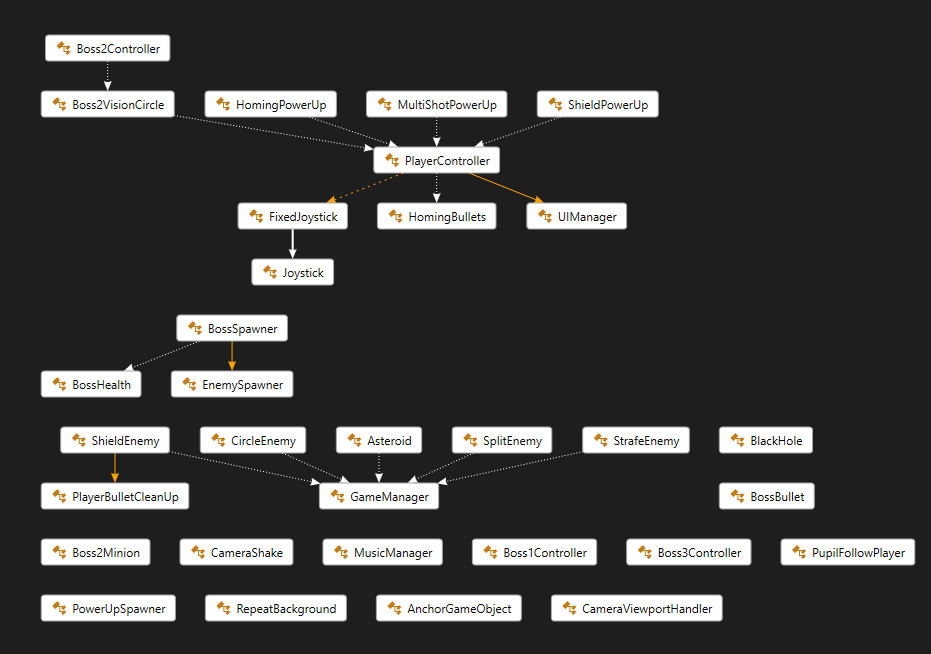 Boss2Controller
Boss2VisionCircle
HomingPowerUp
MultiShotPowerUp
ShieldPowerUp
PlayerController
FixedJoystick
HomingBullets
UIManager
Joystick
BossSpawner
BossHealth
EnemySpawner
ShieldEnemy
CircleEnemy
Asteroid
SplitEnemy
StrafeEnemy
BlackHole
PlayerBulletCleanUp
GameManager
BossBullet
Boss2Minion
CameraShake
MusicManager
Boss1Controller
Boss3Controller
PupilFollowPlayer
PowerUpSpawner
RepeatBackground
AnchorGameObject
CameraViewportHandler